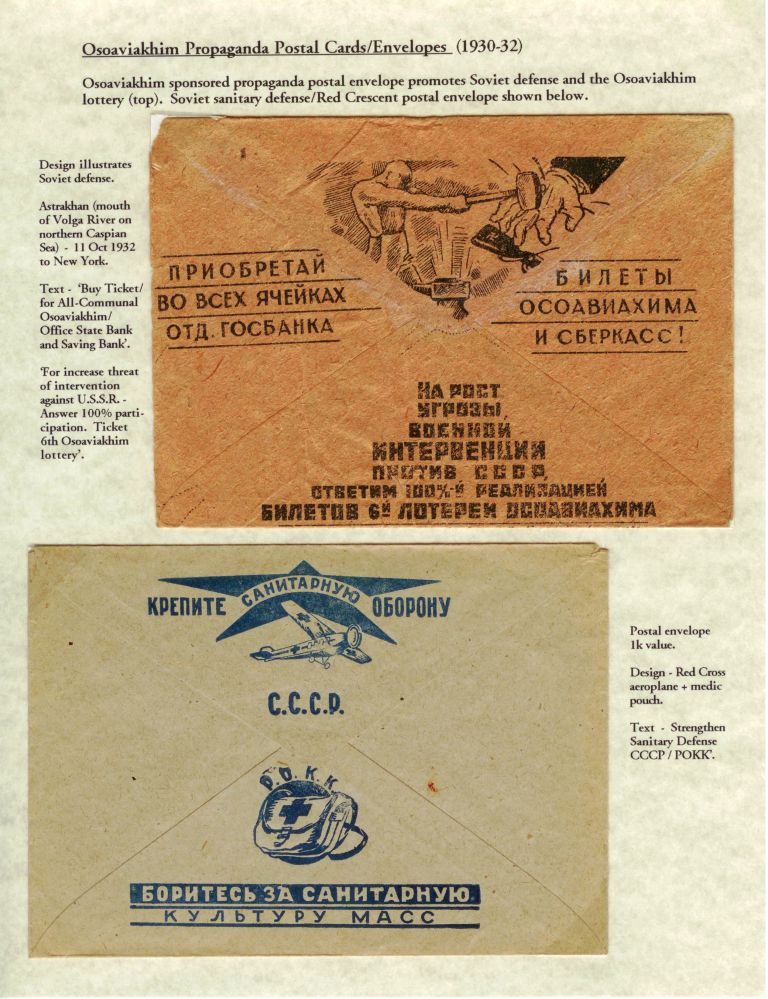 Osoaviakhim Propaganda Postal Cards/Envelopes (1930-32)
Osoaviakhim sponsored propaganda postal envelope promotes Soviet defense and the Osoaviakhim
lottery (top). Soviet sanitary defense/Red Crescent postal envelope shown below.
Design illustrates
Soviet defense.
Astrakhan (mouth
of Volga River on
northern Caspian
Sea) - 11 Oct 1932
to New York.
Text - 'Buy Ticket/
for All-Communal
Osoaviakhim/
Office State Bank
and Saving Bank'.
'For increase threat
of intervention
against U.S.S.R. -
Answer 100% parti-
cipation. Ticket
6th Osoaviakhim
lottery'.
ПРИОБРЕТАЙ
ВО ВСЕХ ЯЧЕЙКАХ
ОТД. ГОСБАНКА
БИЛЕТЫ
ОСОАВИАХИМА
И СБЕРКАСС!
НА РОСТ
УГРОЗЫ
ВОЕННОЙ
ИНТЕРВЕНЦИИ
ПРОТИВ СССР
ОТВЕТИМ 100%-Й РЕАЛИЗАЦИЕЙ
БИЛЕТОВ 6Й ЛОТЕРЕИ ОСОАВИАХИМА
КРЕПИТЕ САНИТАРНУЮ ОБОРОНУ
С.С.С.Р.
Р.О.К.К.
БОРИТЕСЬ ЗА САНИТАРНУЮ
КУЛЬТУРУ МАСС
Postal envelope
1k value.
Design - Red Cross
aeroplane + medic
pouch.
Text - Strengthen
Sanitary Defense
CCCP / POKK'.